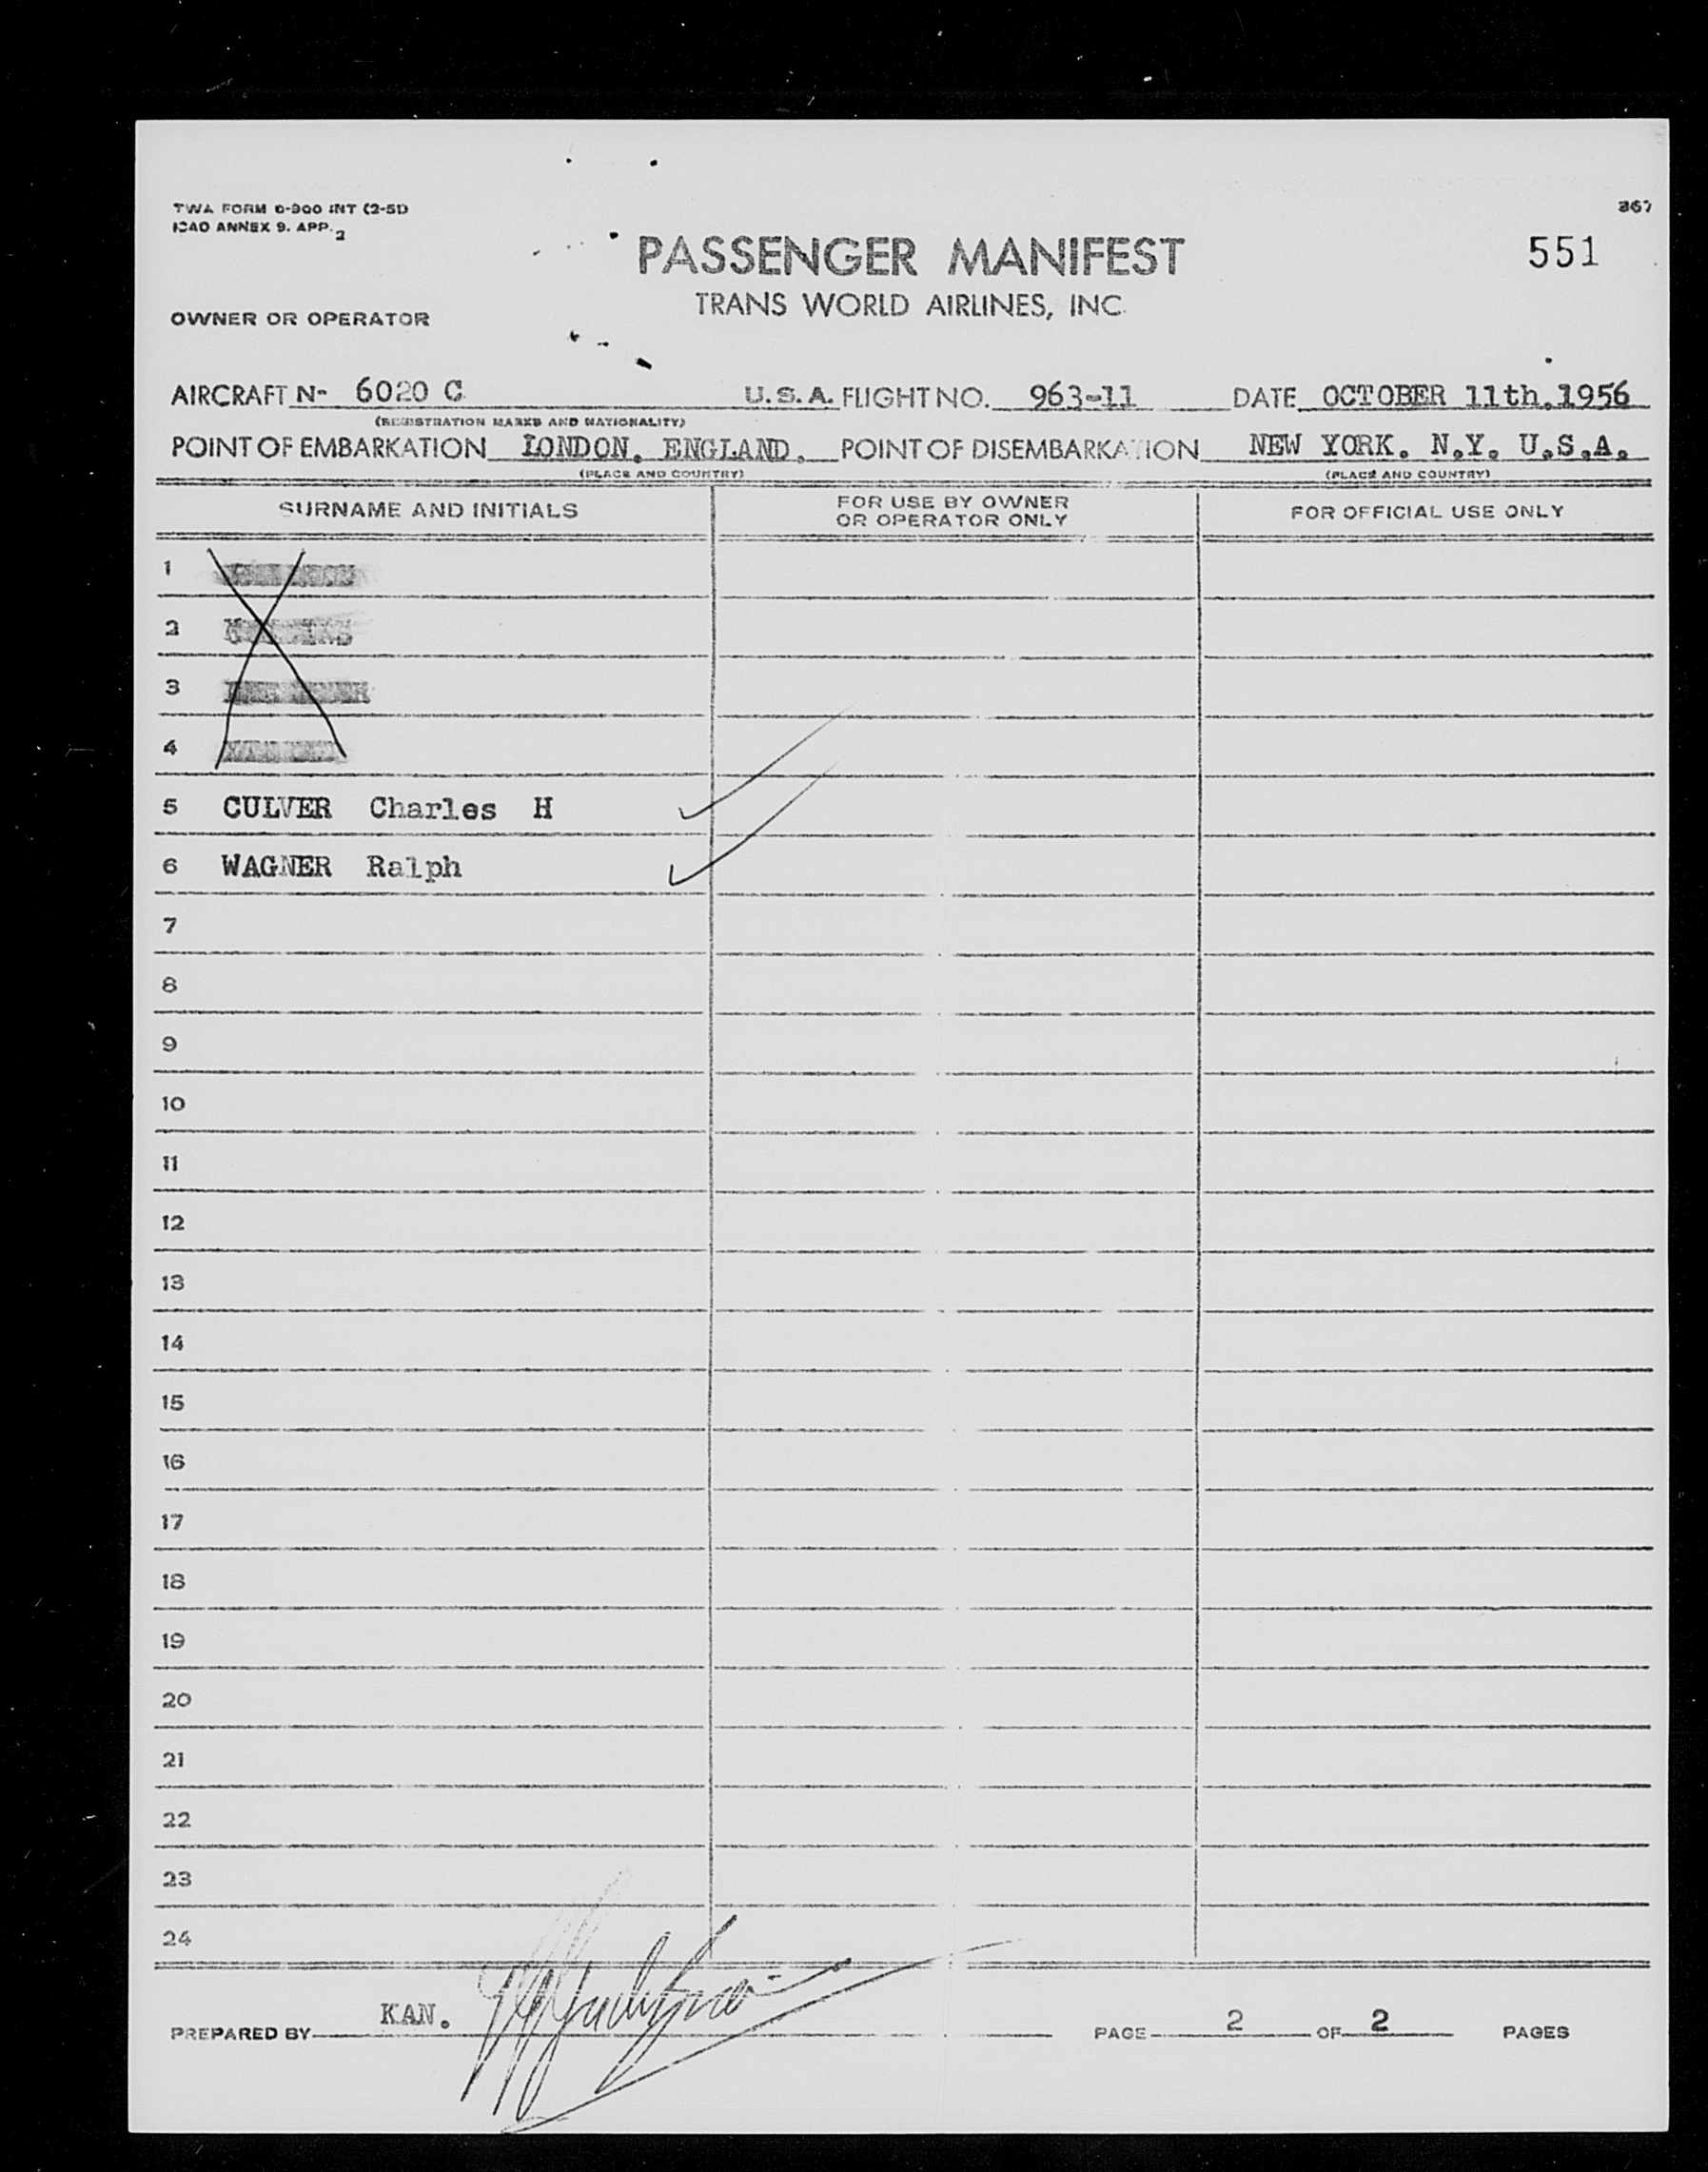 TWA FORM 0-900 INT (2-51)
ICAO ANNEX 9. APP. 2
367
PASSENGER MANIFEST
551
TRANS WORLD AIRLINES, INC.
OWNER OR OPERATOR
AIRCRAFT N- 6020 C U.S.A. FLIGHT NO. 963-11 DATE OCTOBER 11th.1956
(REGISTRATION MARKS AND NATIONALITY)
POINT OF EMBARKATION LONDON. ENGLAND. POINT OF DISEMBARKATION NEW YORK. N.Y. U.S.A.
(PLACE AND COUNTRY) (PLACE AND COUNTRY)
SURNAME AND INITIALS FOR USE BY OWNER OR OPERATOR ONLY FOR OFFICIAL USE ONLY
1
2
3
4
5 CULVER Charles H
6 WAGNER Ralph
7
8
9
10
11
12
13
14
15
16
17
18
19
20
21
22
23
24
PREPARED BY KAN. PAGE 2 OF 2 PAGES